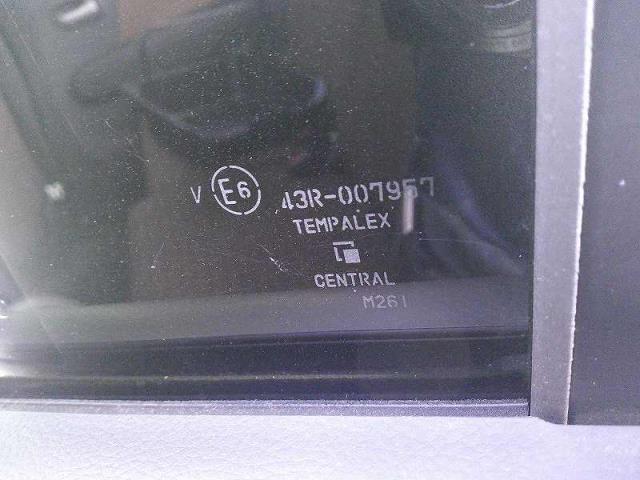 V E6 43R-007957
TEMPALEX
CENTRAL
M261